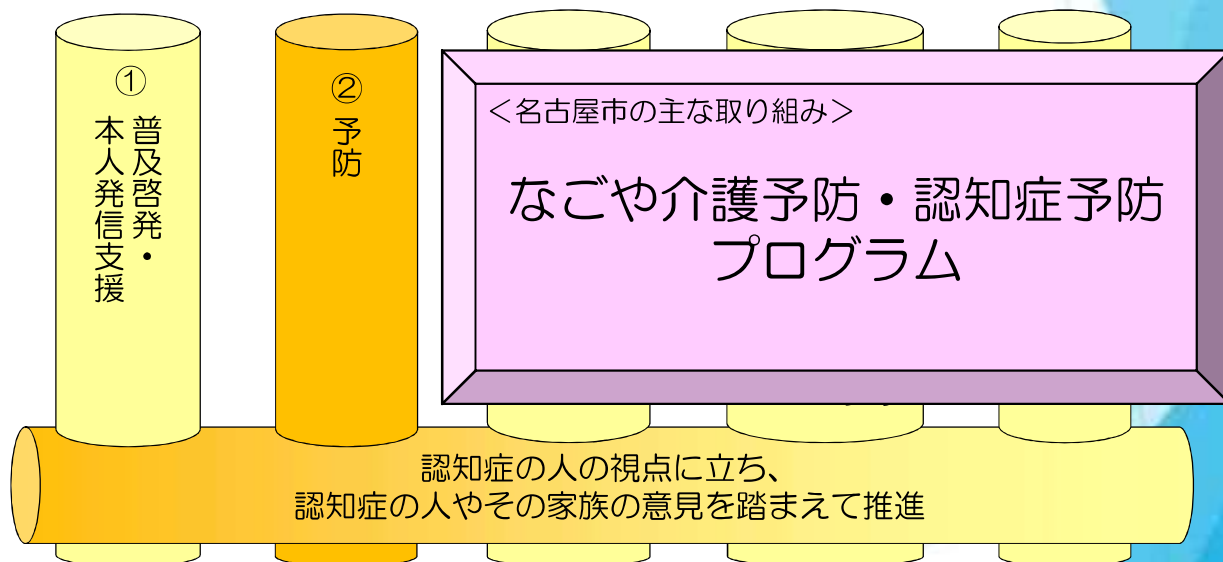 ①
普及啓発・
本人発信支援
②
予防
＜名古屋市の主な取り組み＞
なごや介護予防・認知症予防
プログラム
認知症の人の視点に立ち、
認知症の人やその家族の意見を踏まえて推進